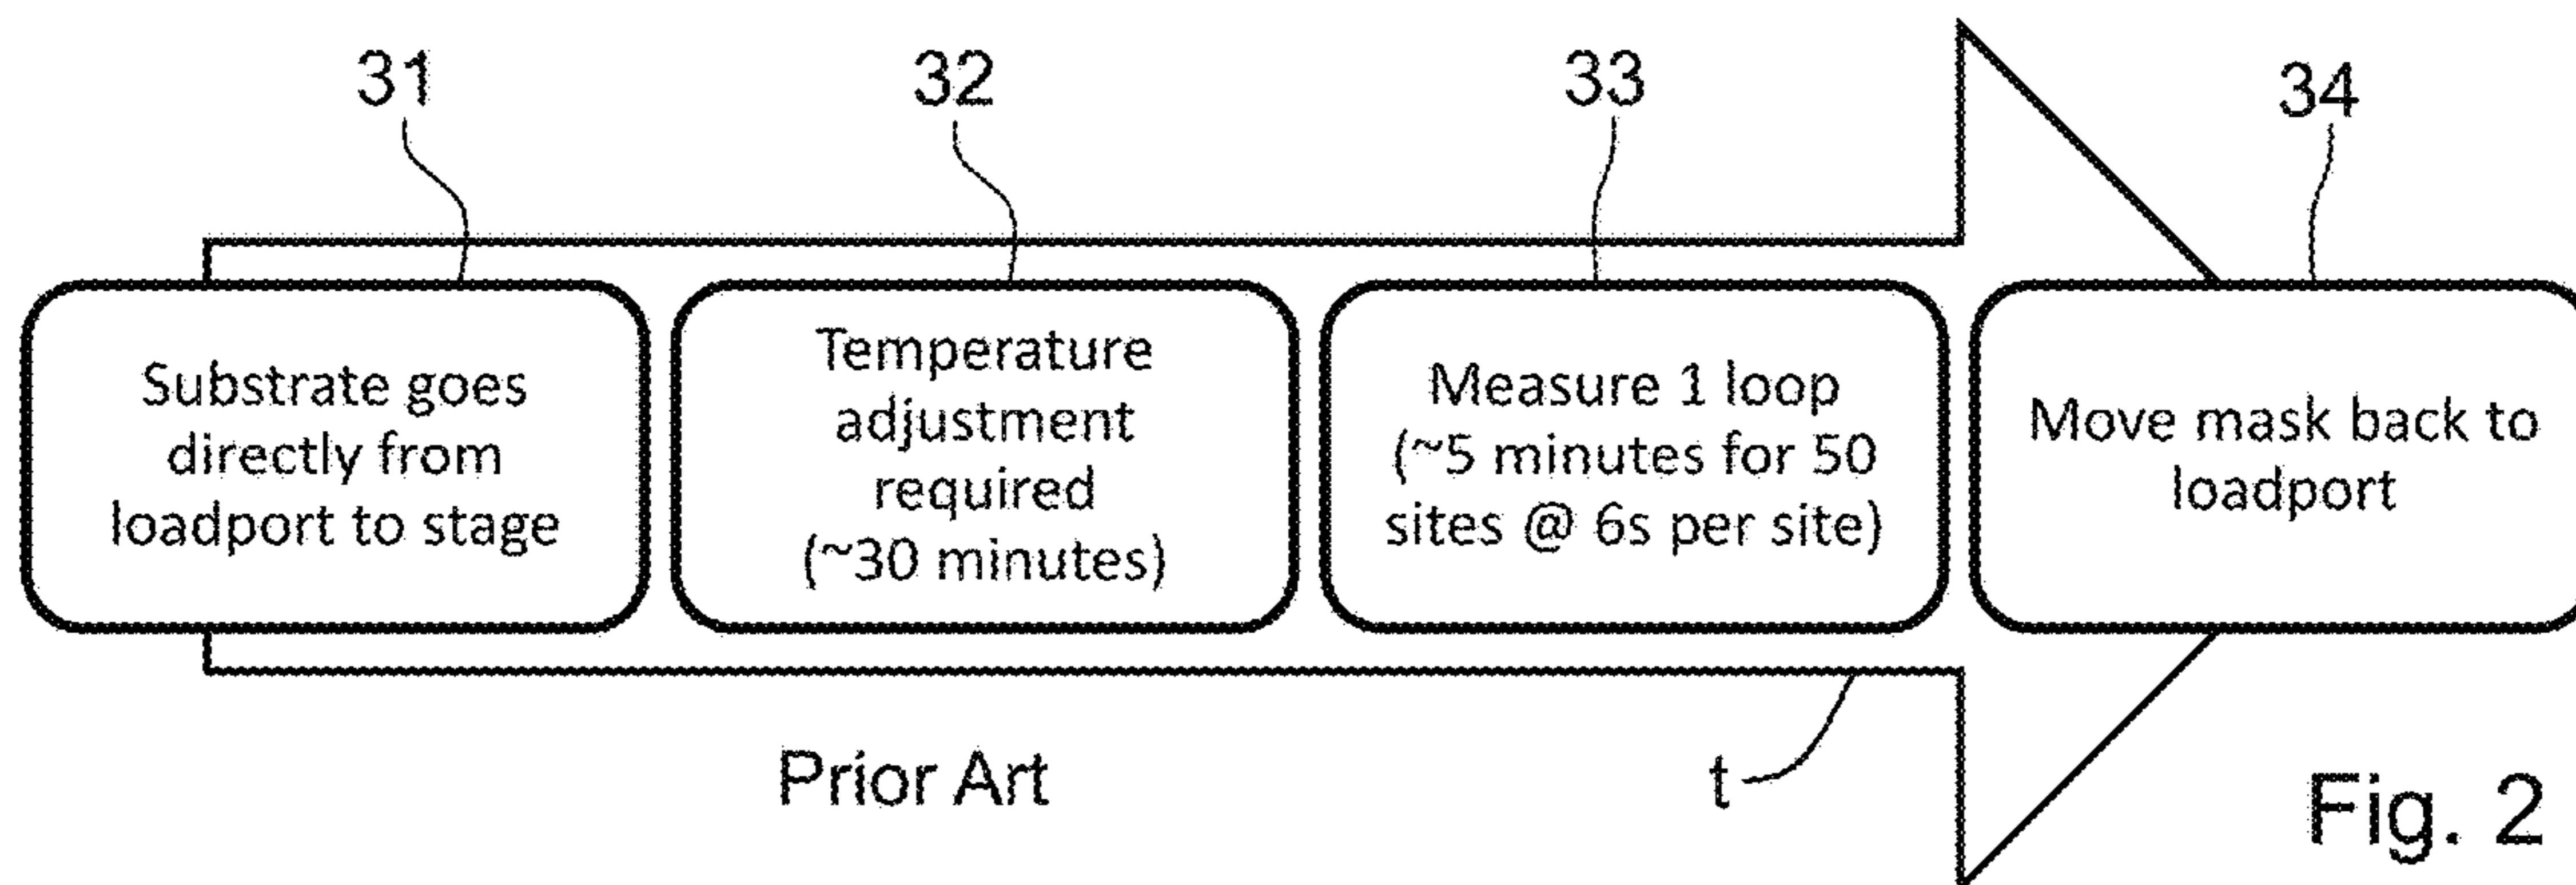 31
32
33
34
Substrate goes
directly from
loadport to stage
Temperature
adjustment
required
(~30 minutes)
Measure 1 loop
(~5 minutes for 50
sites @ 6s per site)
Move mask back to
loadport
Prior Art
t
Fig. 2